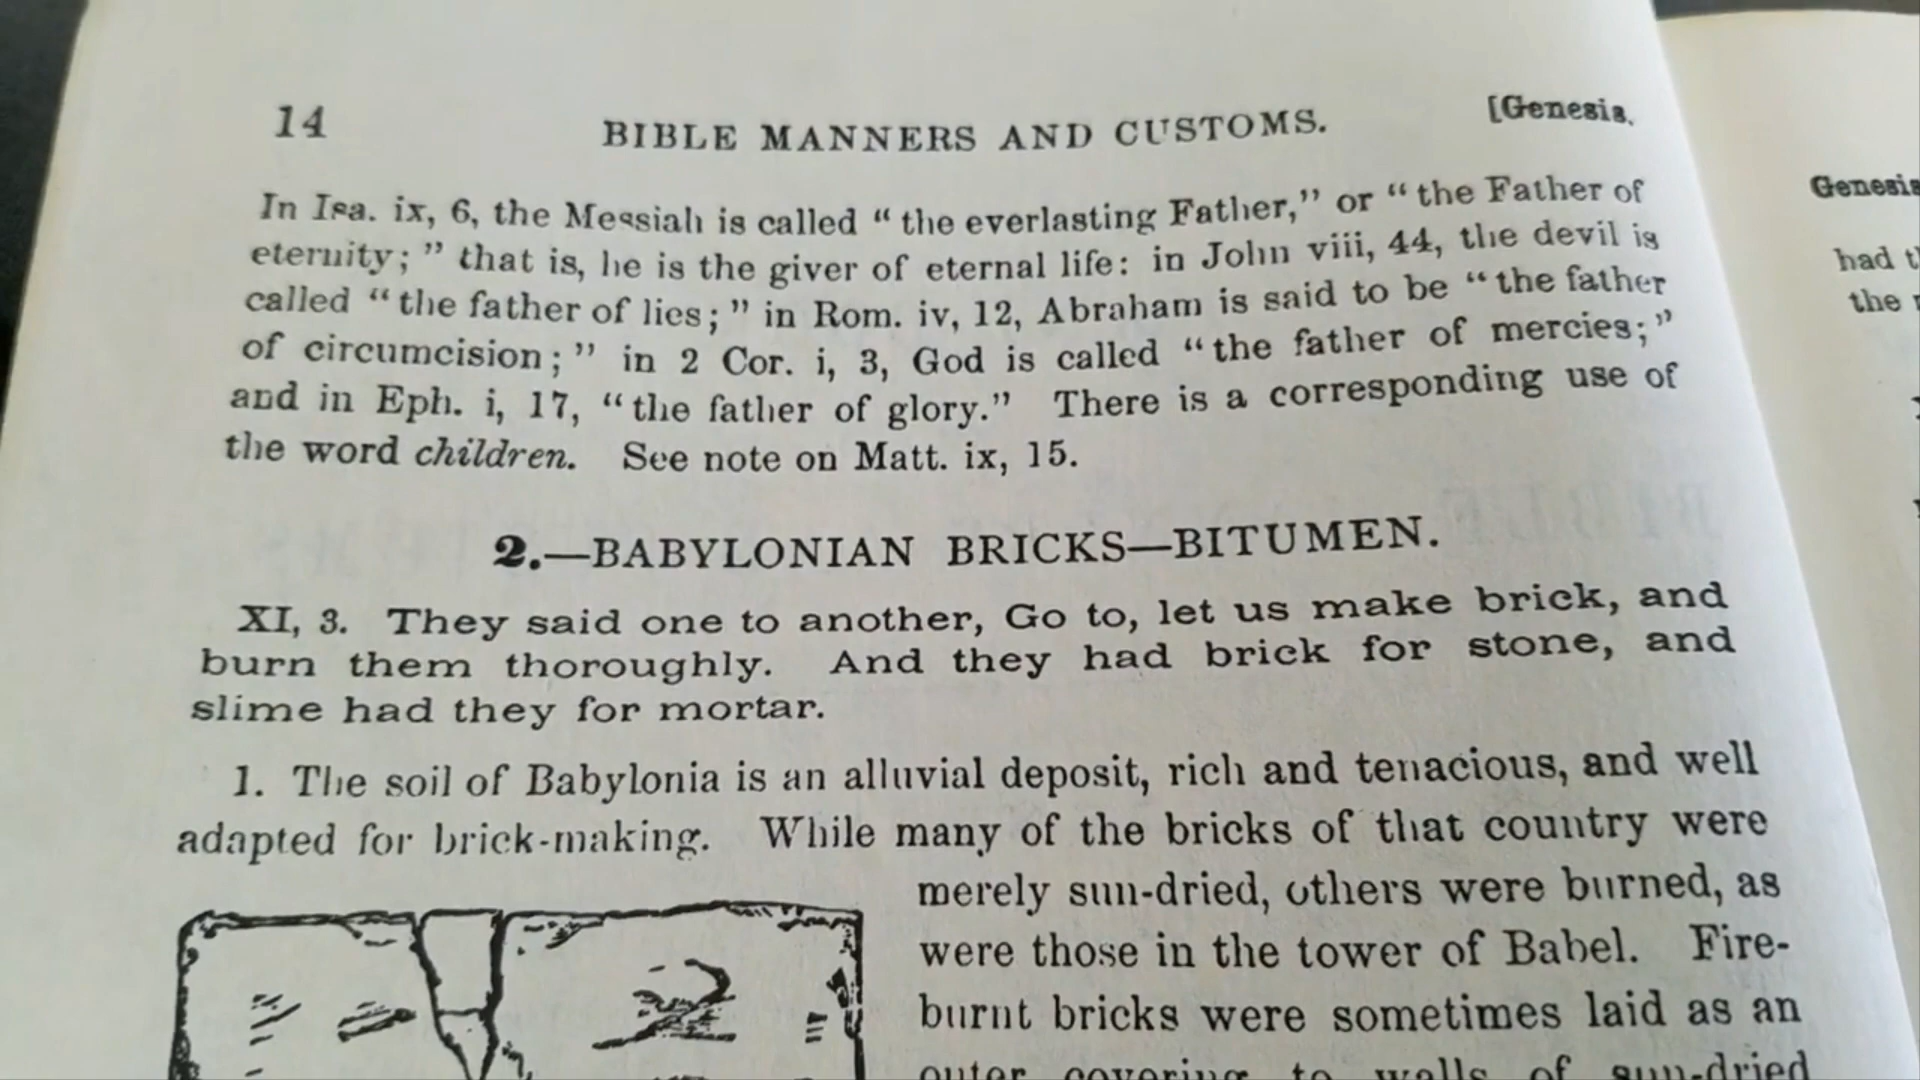 14 BIBLE MANNERS AND CUSTOMS. [Genesis.
In Isa. ix, 6, the Messiah is called “the everlasting Father,” or “the Father of
eternity;” that is, he is the giver of eternal life: in John viii, 44, the devil is
called “the father of lies;” in Rom. iv, 12, Abraham is said to be “the father
of circumcision;” in 2 Cor. i, 3, God is called “the father of mercies;”
and in Eph. i, 17, “the father of glory.” There is a corresponding use of
the word children. See note on Matt. ix, 15.
2.—BABYLONIAN BRICKS—BITUMEN.
XI, 3. They said one to another, Go to, let us make brick, and
burn them thoroughly. And they had brick for stone, and
slime had they for mortar.
1. The soil of Babylonia is an alluvial deposit, rich and tenacious, and well
adapted for brick-making. While many of the bricks of that country were
merely sun-dried, others were burned, as
were those in the tower of Babel. Fire-
burnt bricks were sometimes laid as an
outer covering to walls of sun-dried
Genesis
had
the